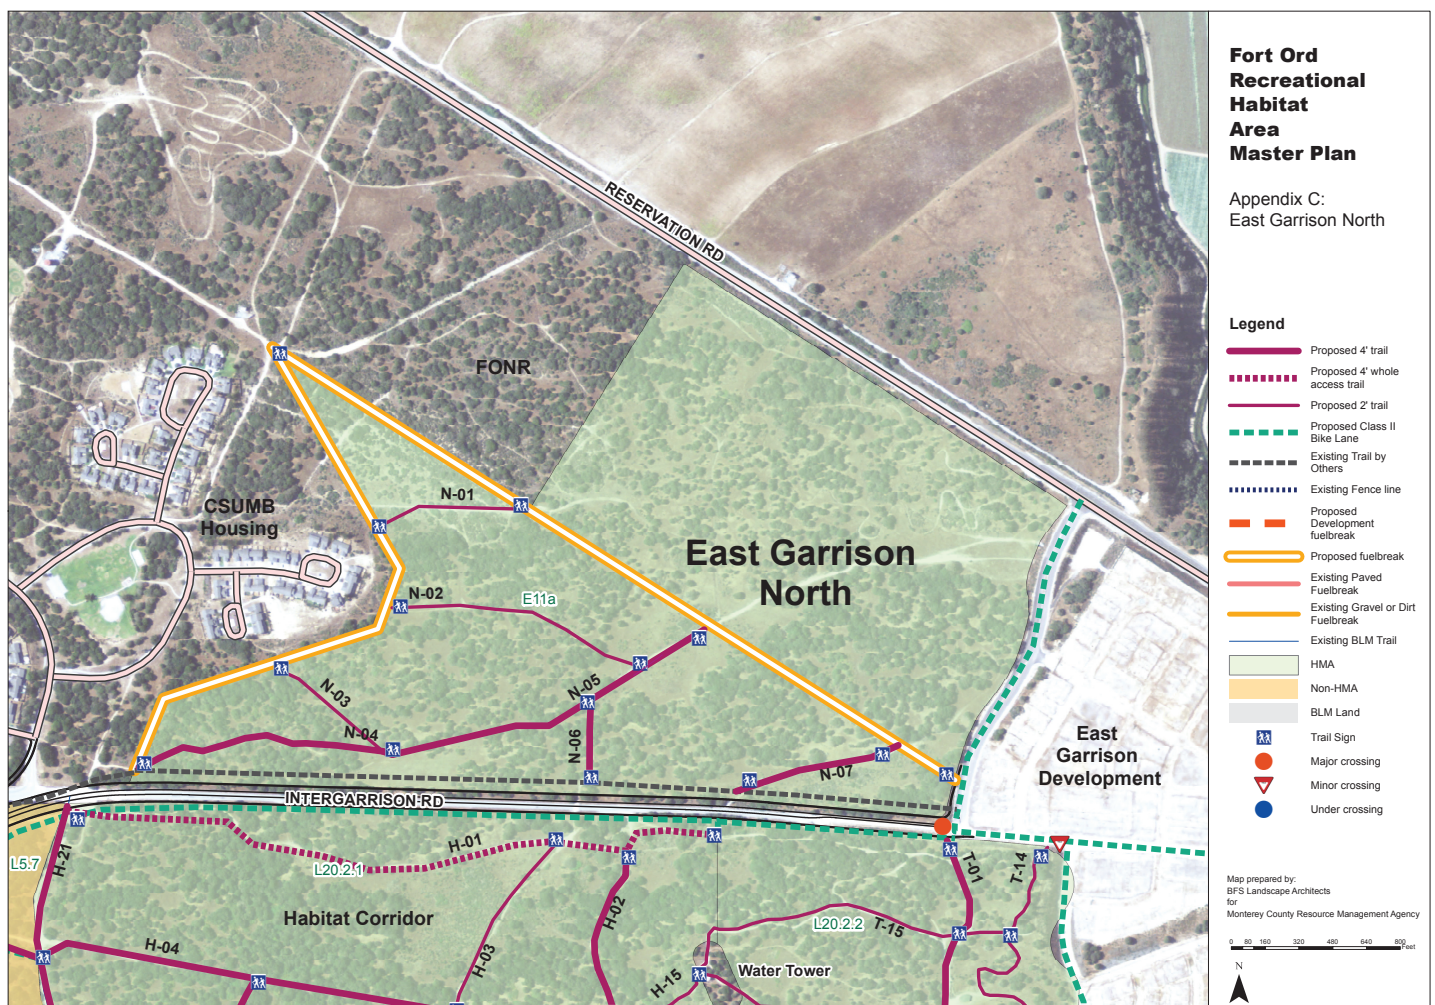 Fort Ord
Recreational
Habitat
Area
Master Plan
Appendix C:
East Garrison North
Legend
Proposed 4' trail
Proposed 4' whole
access trail
Proposed 2' trail
Proposed Class II
Bike Lane
Existing Trail by
Others
Existing Fence line
Proposed
Development
fuelbreak
Proposed fuelbreak
Existing Paved
Fuelbreak
Existing Gravel or Dirt
Fuelbreak
Existing BLM Trail
HMA
Non-HMA
BLM Land
Trail Sign
Major crossing
Minor crossing
Under crossing
Map prepared by:
BFS Landscape Architects
for
Monterey County Resource Management Agency
0 80 160 320 480 640 800
Feet
N
RESERVATION RD
FONR
CSUMB
Housing
N-01
East Garrison
North
N-02
E11a
N-03
N-05
N-04
N-06
N-07
East
Garrison
Development
INTERGARRISON RD
H-01
L20.2.1
L5.7
H-21
T-01
T-14
Habitat Corridor
H-02
L20.2.2
T-15
H-04
H-03
H-15
Water Tower